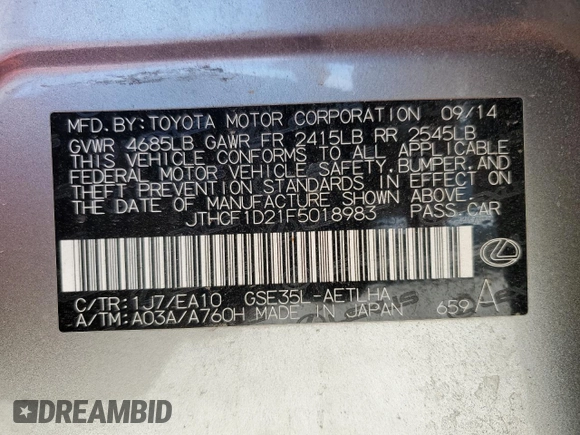 MFD.BY:TOYOTA MOTOR CORPORATION 09/14
GVWR 4685LB GAWR FR 2415LB RR 2545LB
THIS VEHICLE CONFORMS TO ALL APPLICABLE
FEDERAL MOTOR VEHICLE SAFETY,BUMPER,AND
THEFT PREVENTION STANDARDS IN EFFECT ON
THE DATE OF MANUFACTURE SHOWN ABOVE.
JTHCF1D21F5018983 PASS.CAR
C/TR:1J7/EA10 GSE35L-AETLHA
A/TM:A03A/A760H MADE IN JAPAN 659 A
DREAMBID